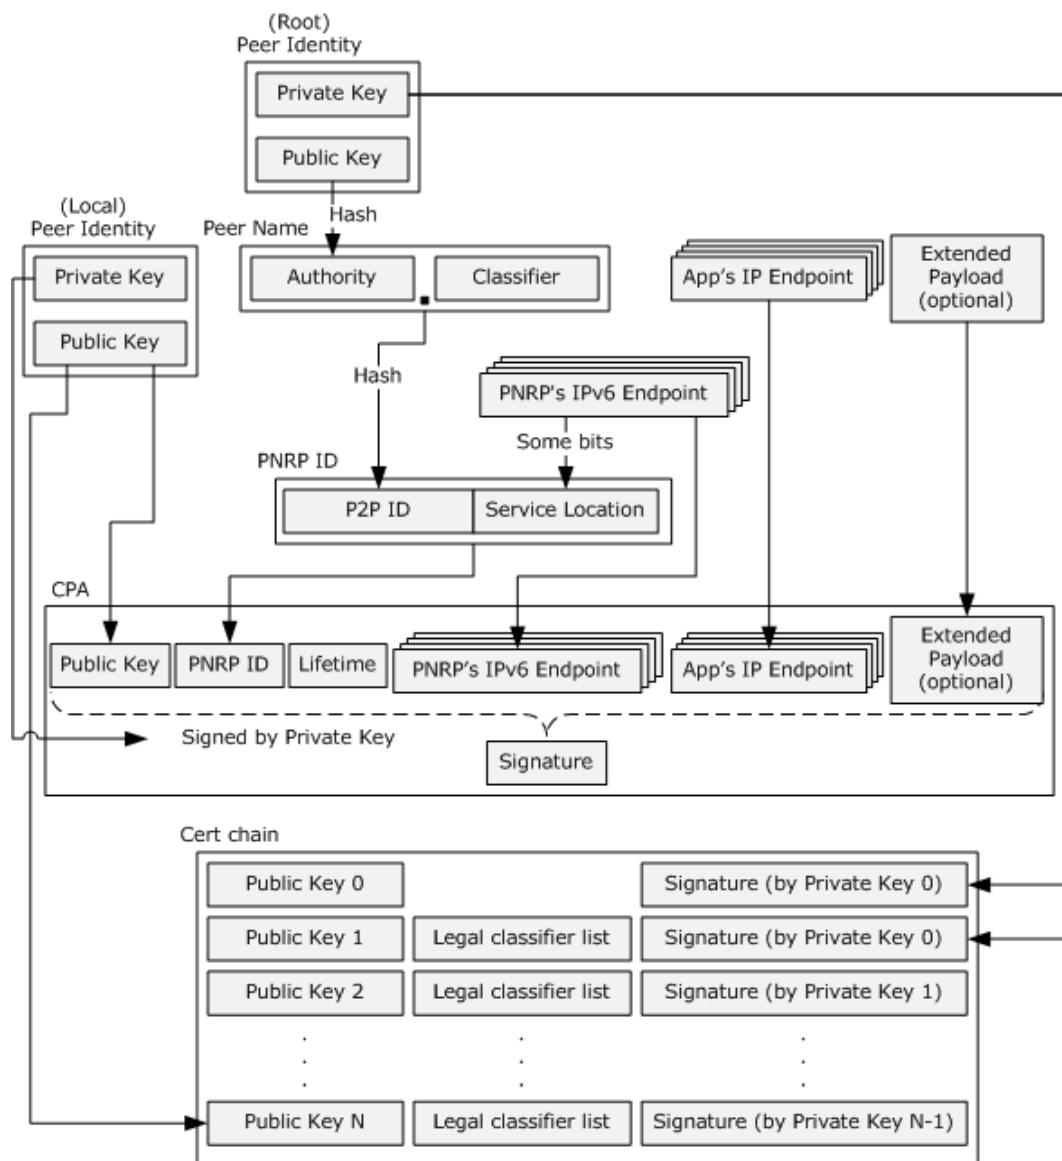 (Root)
Peer Identity
Private Key
Public Key
Hash
(Local)
Peer Identity
Private Key
Public Key
Peer Name
Authority
.
Classifier
App's IP Endpoint
Extended
Payload
(optional)
Hash
PNRP's IPv6 Endpoint
Some bits
PNRP ID
P2P ID
Service Location
CPA
Public Key
PNRP ID
Lifetime
PNRP's IPv6 Endpoint
App's IP Endpoint
Extended
Payload
(optional)
Signed by Private Key
Signature
Cert chain
Public Key 0
Signature (by Private Key 0)
Public Key 1
Legal classifier list
Signature (by Private Key 0)
Public Key 2
Legal classifier list
Signature (by Private Key 1)
. . .
. . .
. . .
Public Key N
Legal classifier list
Signature (by Private Key N-1)